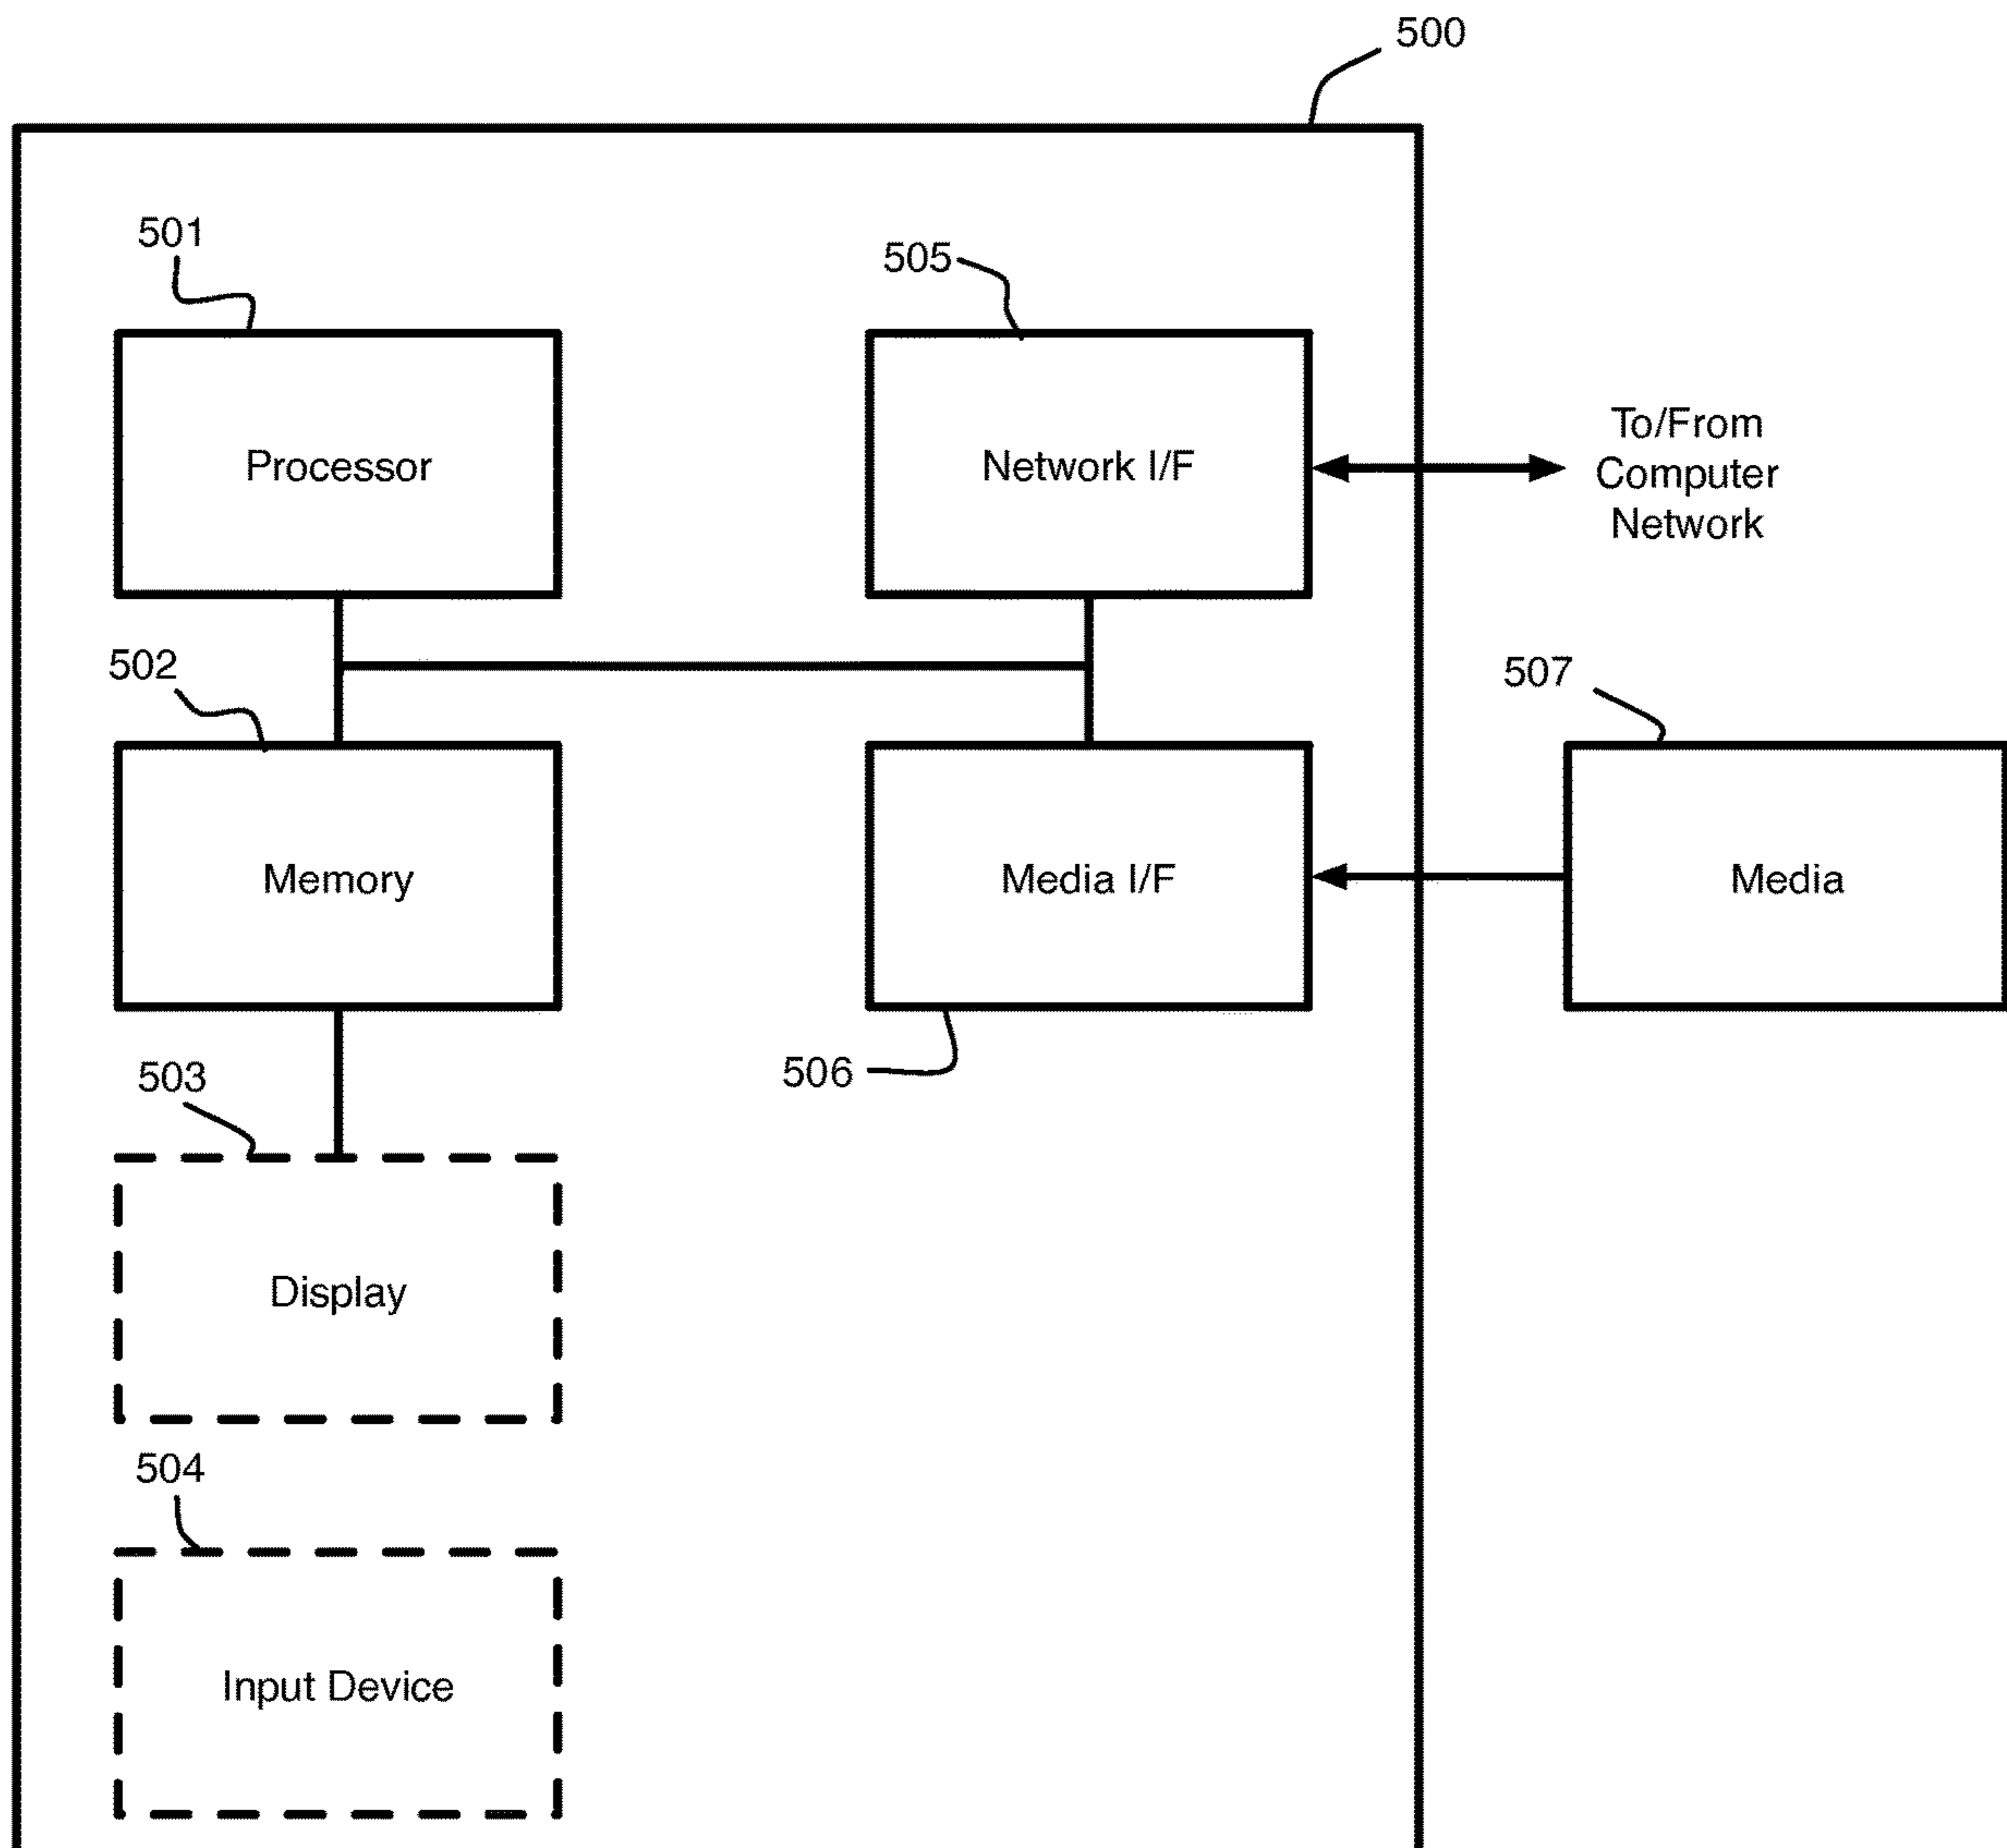 500
501
505
Processor
Network I/F
To/From
Computer
Network
502
507
Memory
Media I/F
Media
503
506
Display
504
Input Device